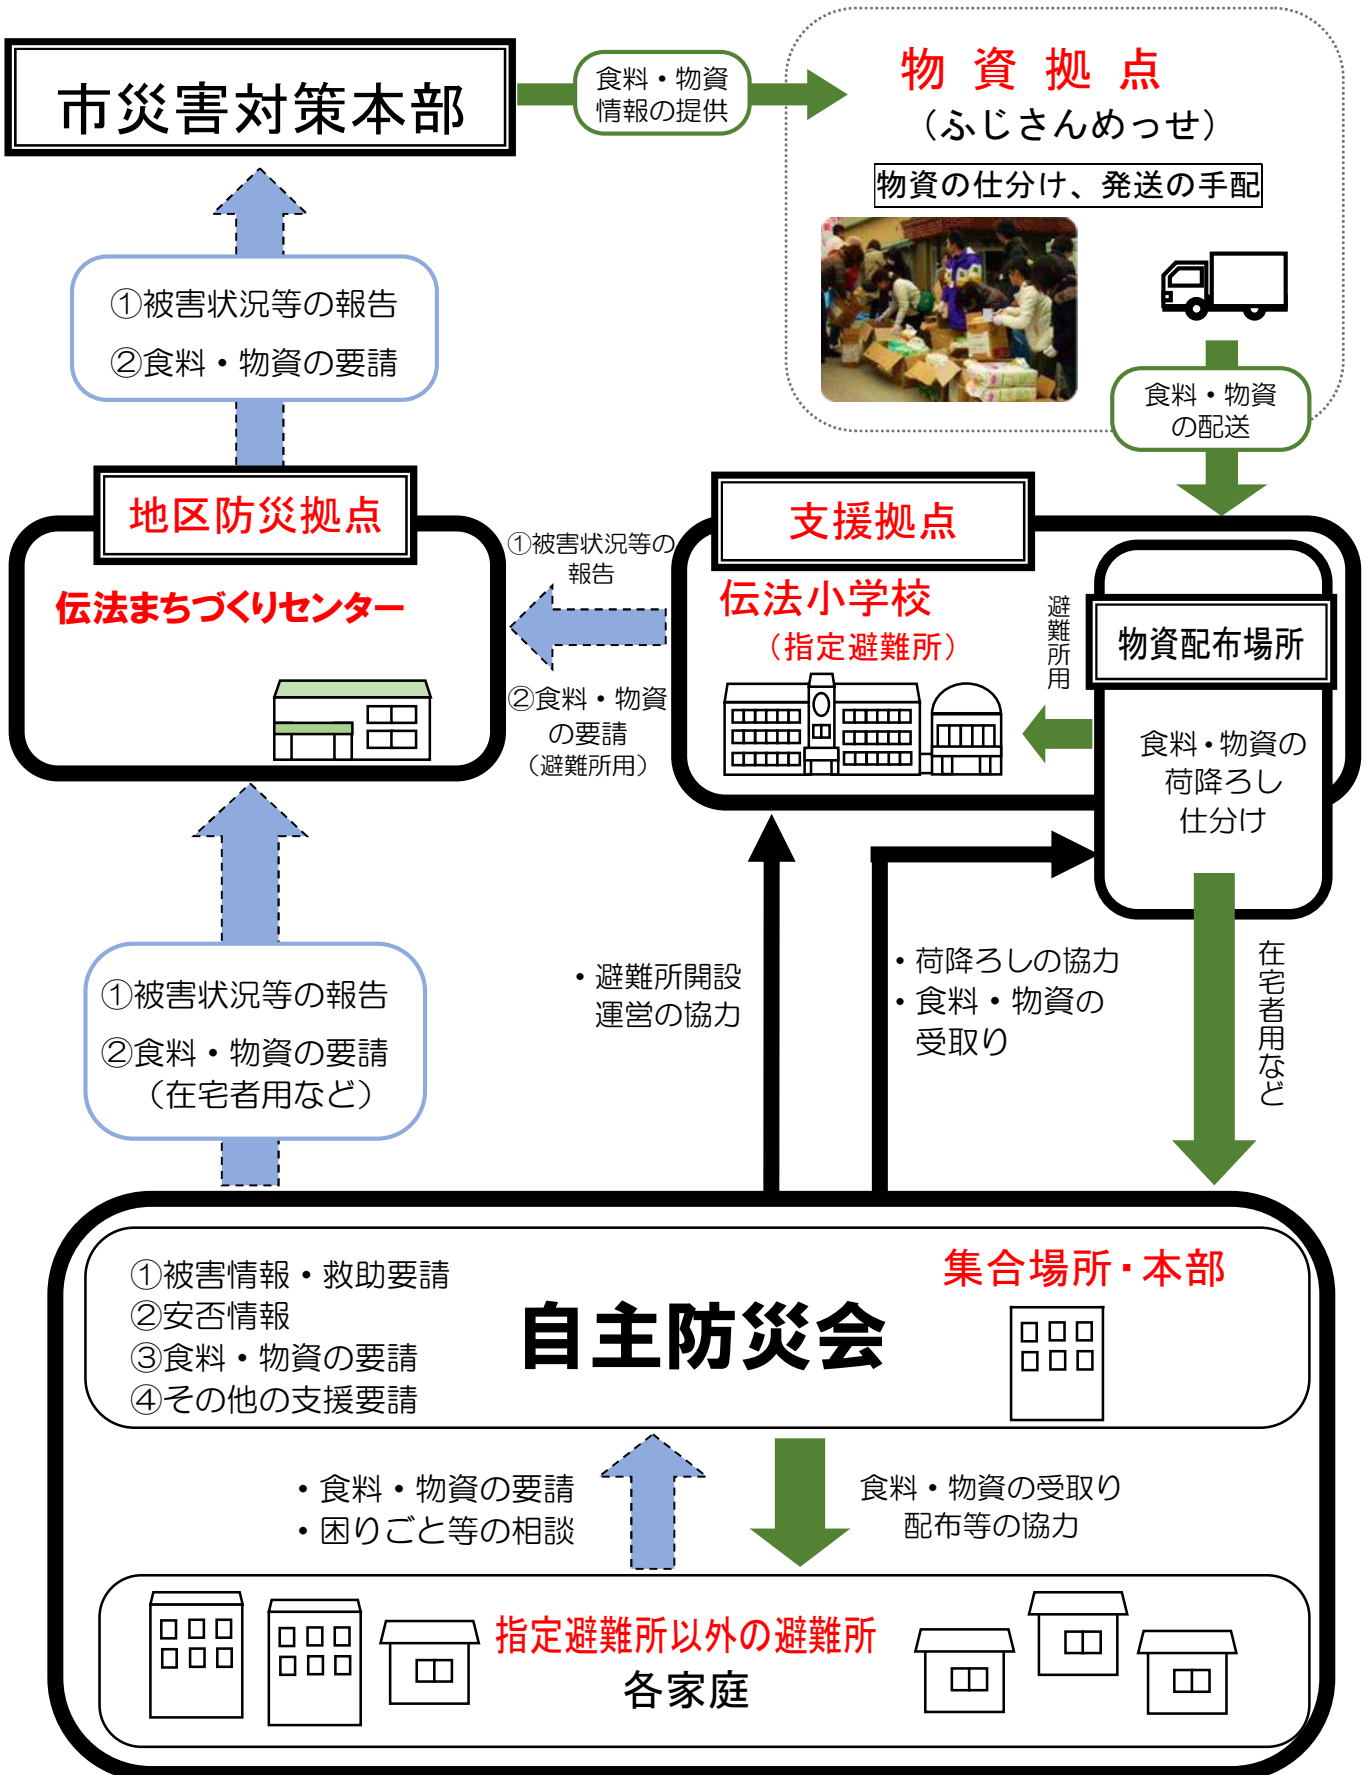 市災害対策本部
食料・物資
情報の提供
物資拠点
（ふじさんめっせ）
物資の仕分け、発送の手配
①被害状況等の報告
②食料・物資の要請
食料・物資
の配送
地区防災拠点
伝法まちづくりセンター
①被害状況等の
報告
②食料・物資
の要請
（避難所用）
支援拠点
伝法小学校
（指定避難所）
避難所用
物資配布場所
食料・物資の
荷降ろし
仕分け
①被害状況等の報告
②食料・物資の要請
（在宅者用など）
・避難所開設
運営の協力
・荷降ろしの協力
・食料・物資の
受取り
在宅者用など
①被害情報・救助要請
②安否情報
③食料・物資の要請
④その他の支援要請
自主防災会
集合場所・本部
・食料・物資の要請
・困りごと等の相談
食料・物資の受取り
配布等の協力
指定避難所以外の避難所
各家庭